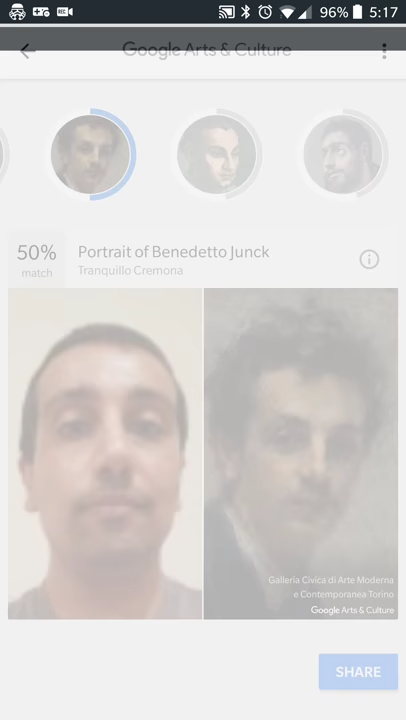 REC
96% 5:17
Google Arts & Culture
50%
match
Portrait of Benedetto Junck
Tranquillo Cremona
Galleria Civica di Arte Moderna
e Contemporanea Torino
Google Arts & Culture
SHARE